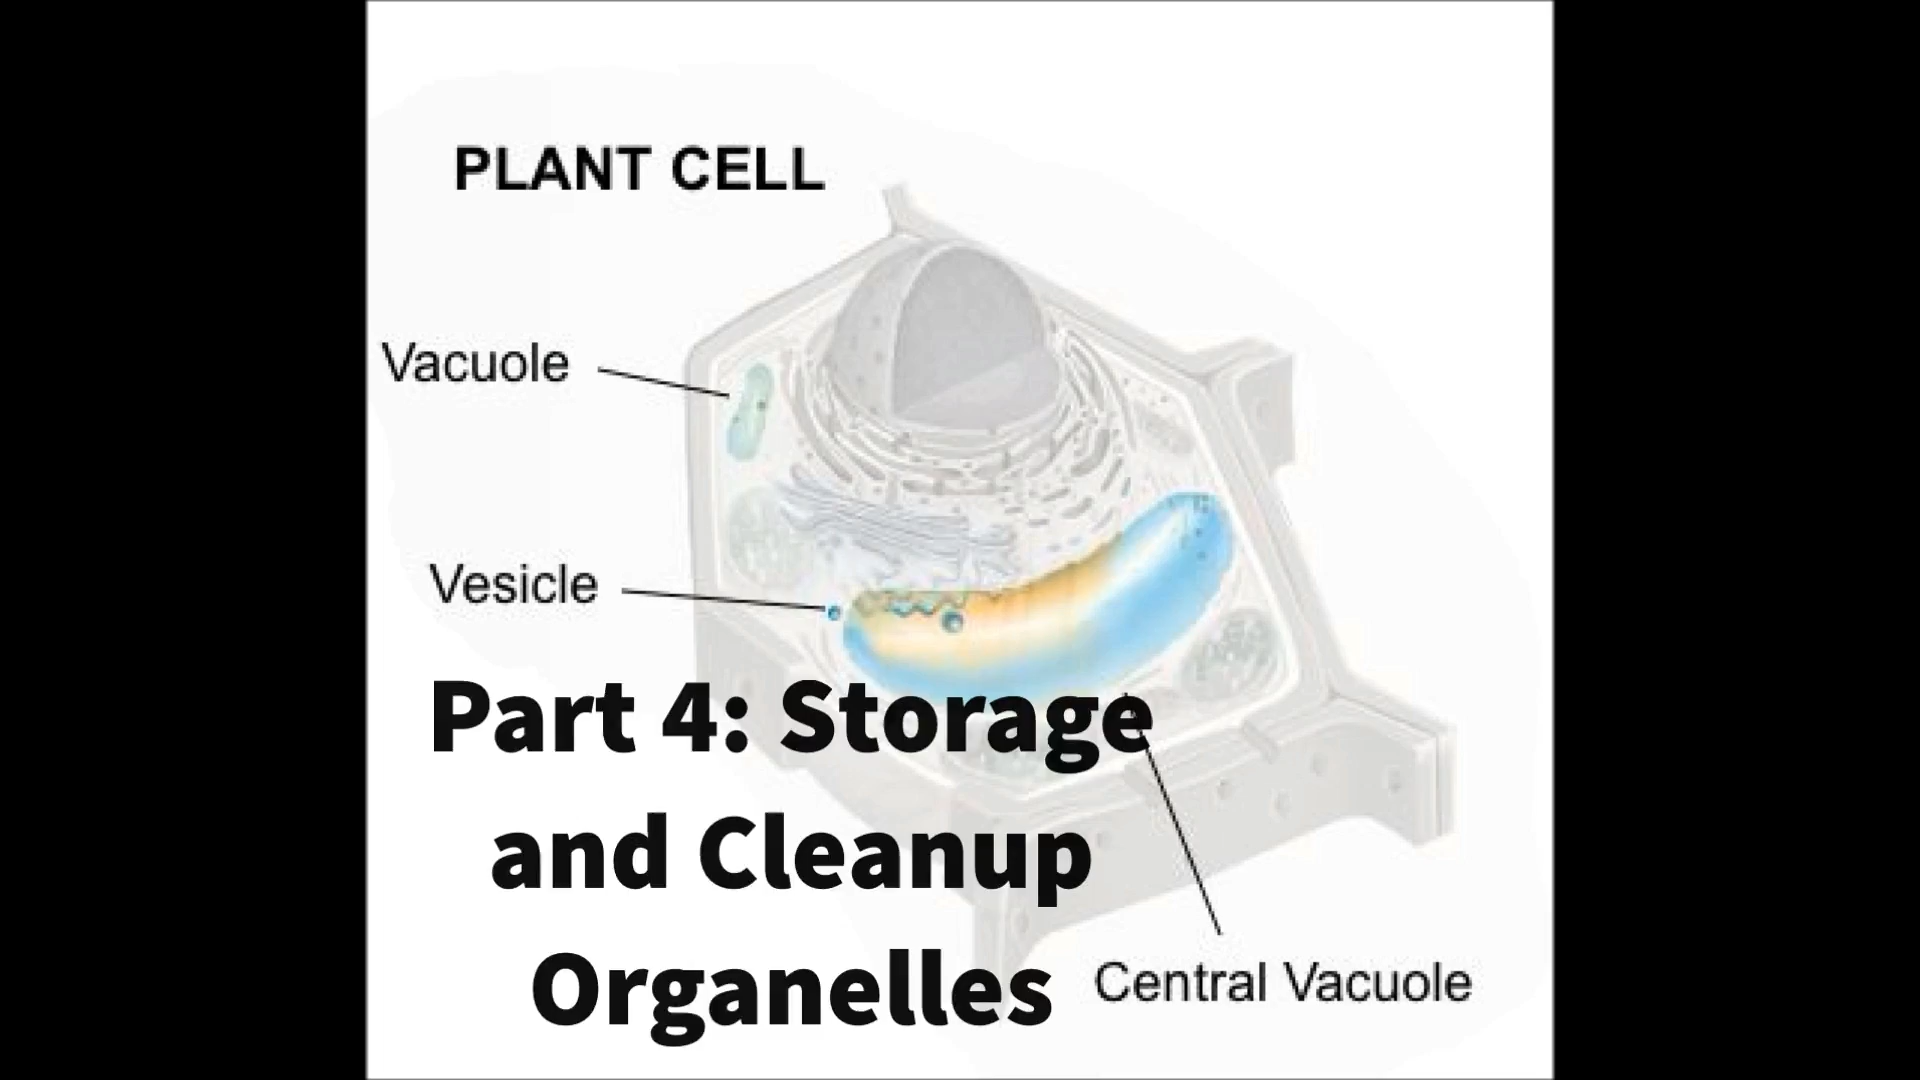 PLANT CELL
Vacuole
Vesicle
Part 4: Storage
and Cleanup
Organelles
Central Vacuole